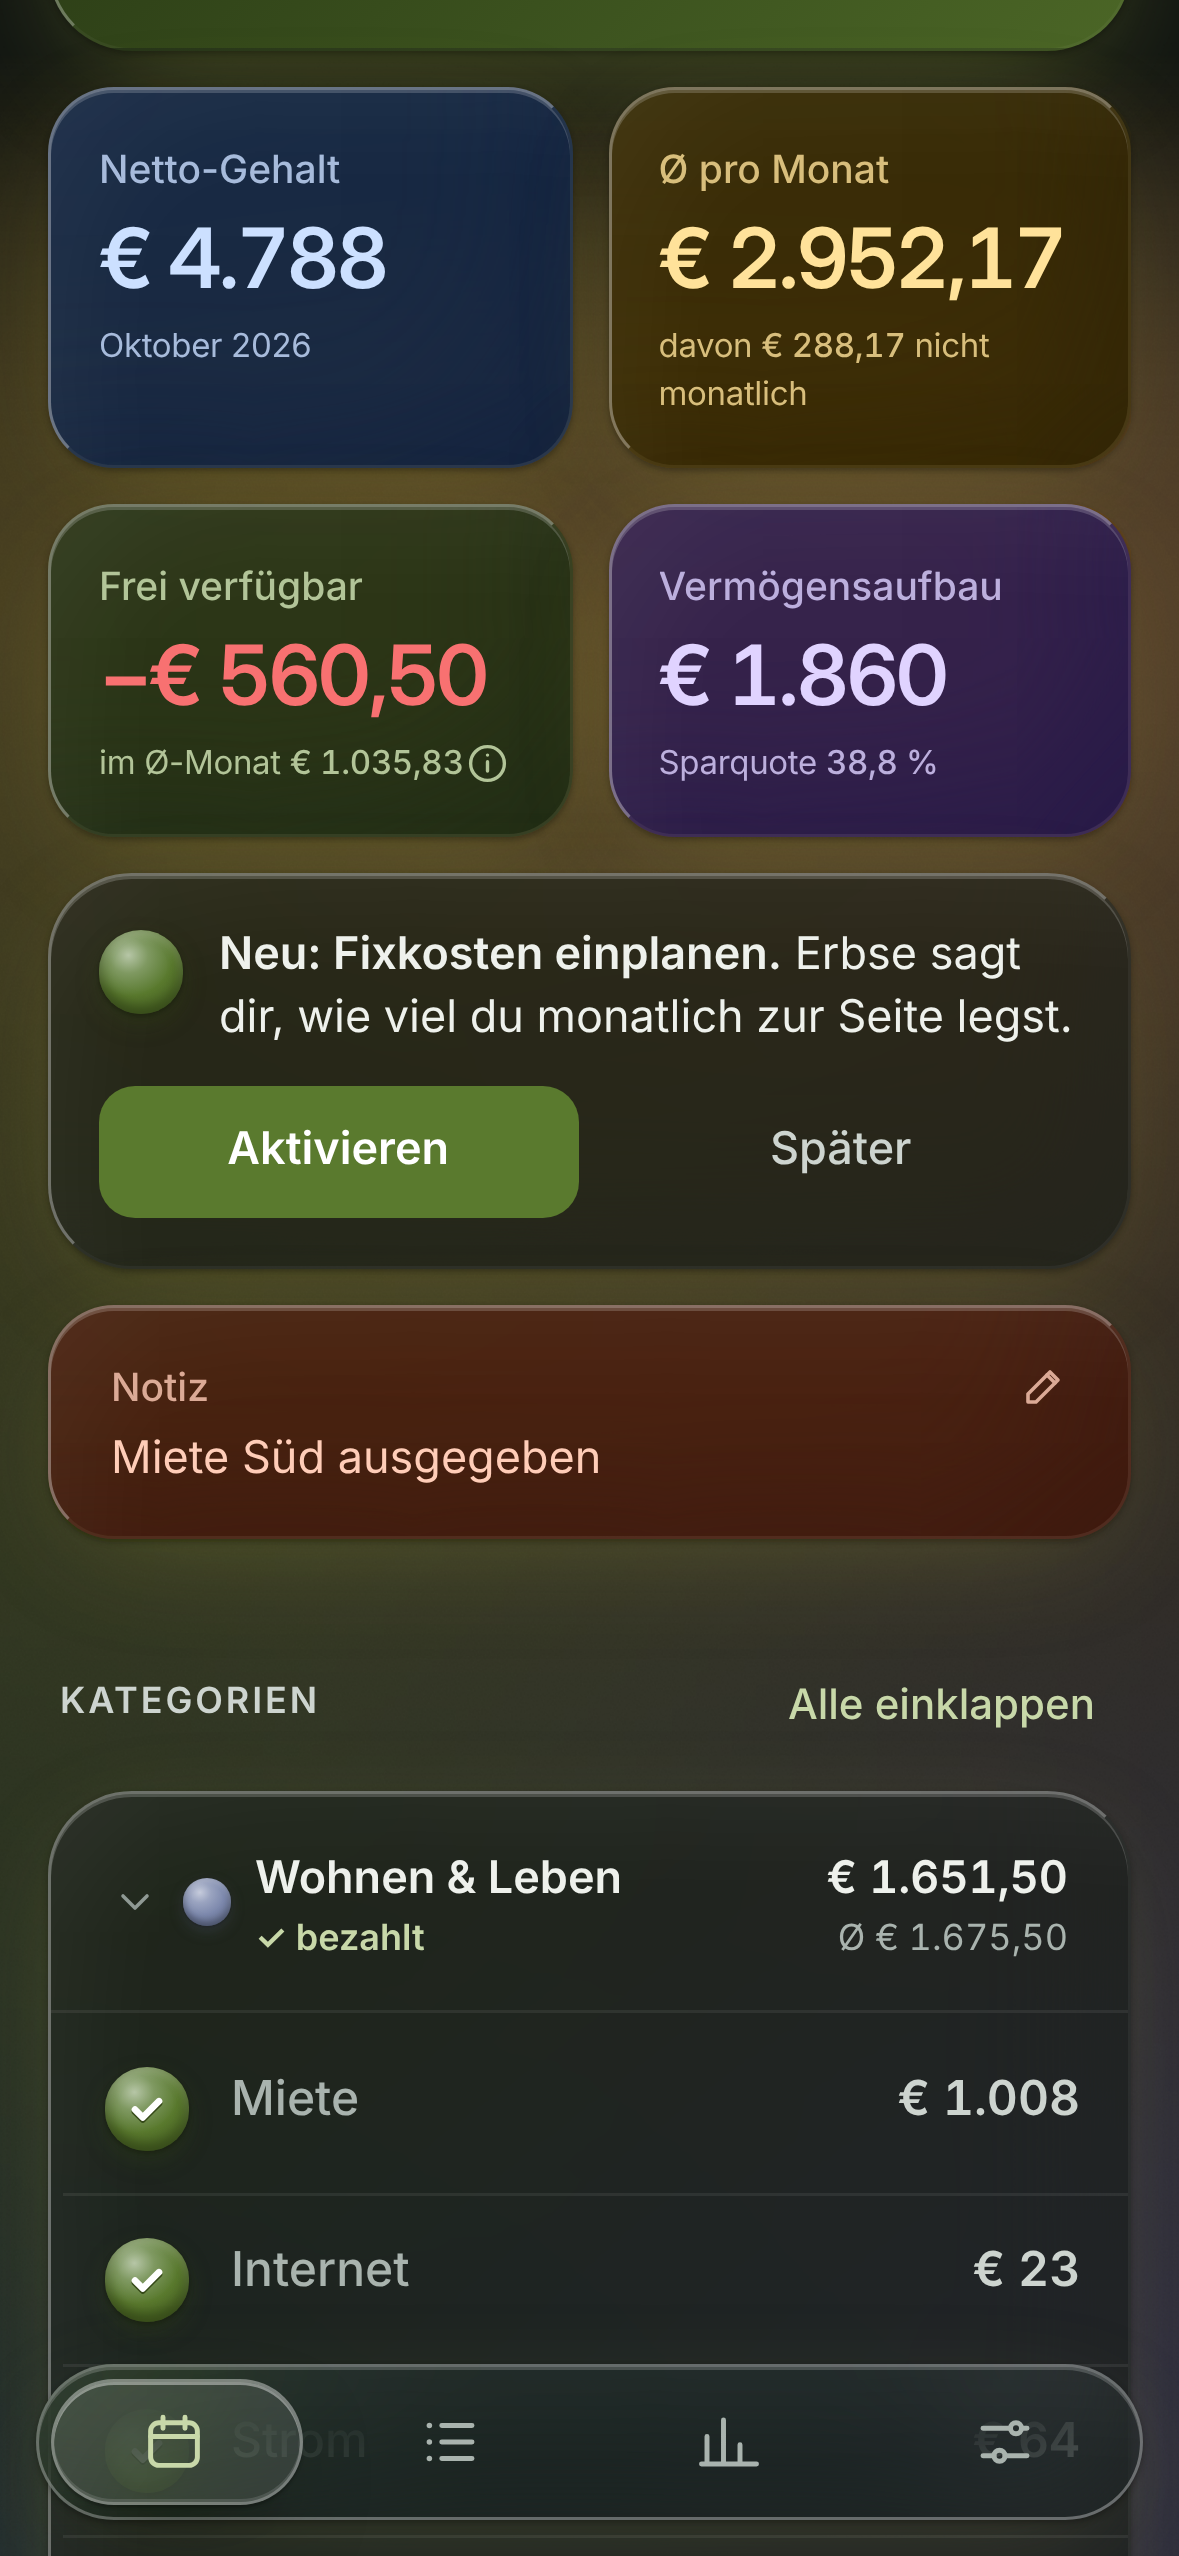 Netto-Gehalt
€ 4.788
Oktober 2026
Ø pro Monat
€ 2.952,17
davon € 288,17 nicht
monatlich
Frei verfügbar
−€ 560,50
im Ø-Monat € 1.035,83
Vermögensaufbau
€ 1.860
Sparquote 38,8 %
Neu: Fixkosten einplanen. Erbse sagt
dir, wie viel du monatlich zur Seite legst.
Aktivieren
Später
Notiz
Miete Süd ausgegeben
KATEGORIEN
Alle einklappen
Wohnen & Leben
€ 1.651,50
✓ bezahlt
Ø € 1.675,50
Miete
€ 1.008
Internet
€ 23
Strom
€ 64